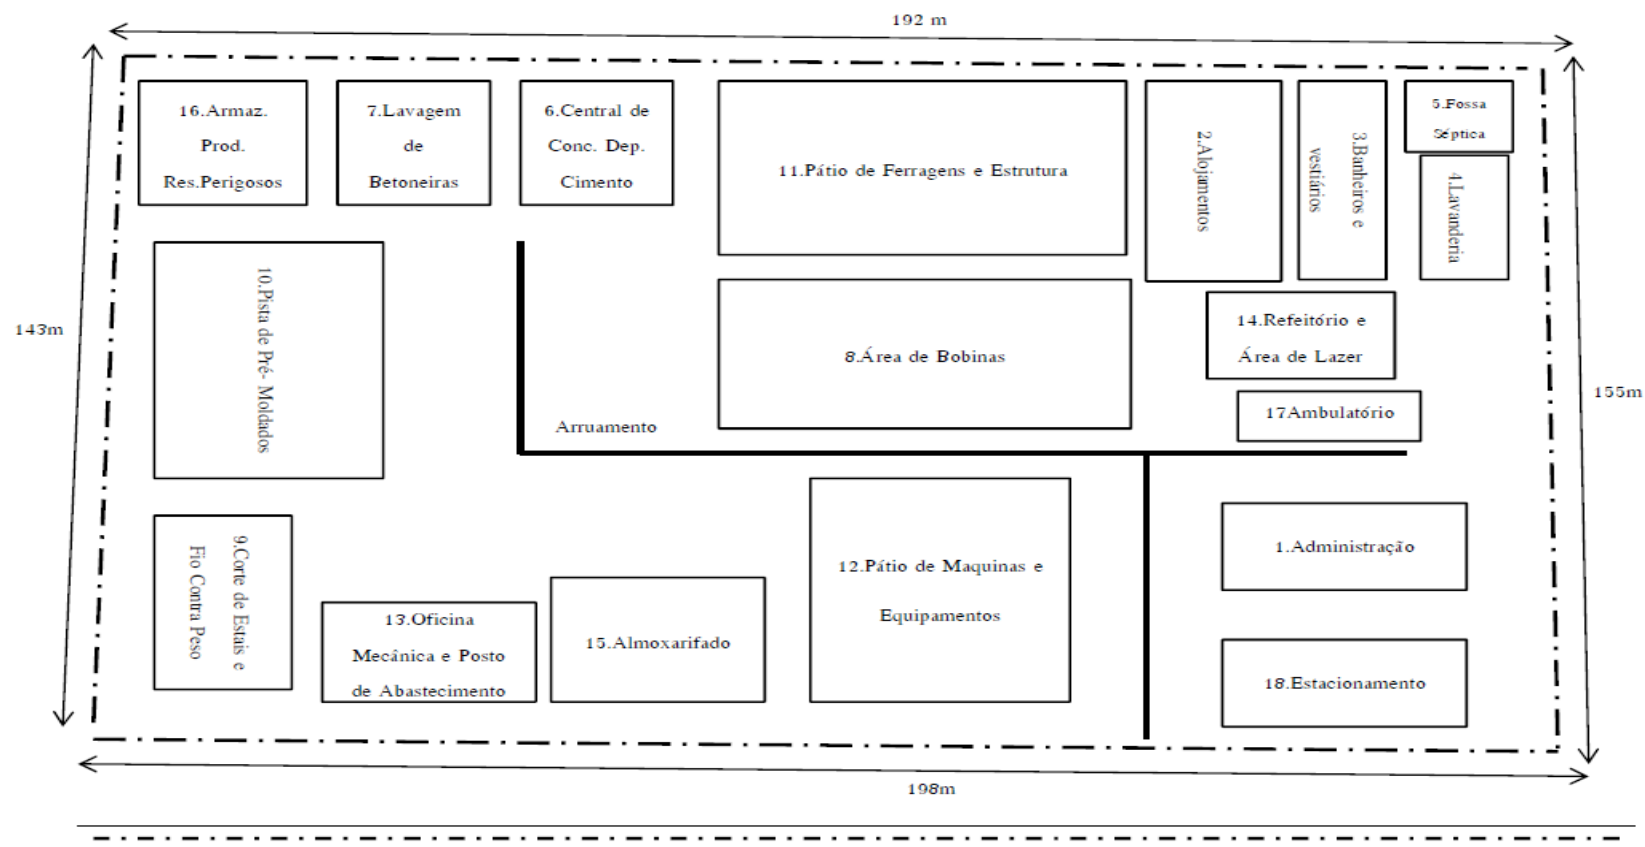 192 m
16.Armaz.
Prod.
Res.Perigosos
7.Lavagem
de
Betoneiras
6.Central de
Conc. Dep.
Cimento
11.Pátio de Ferragens e Estrutura
2.Alojamentos
3.Banheiros e
vestiários
5.Fossa
Séptica
4.Lavanderia
10.Pista de Pré- Moldados
143m
8.Área de Bobinas
14.Refeitório e
Área de Lazer
17Ambulatório
155m
Arruamento
9.Corte de Estais e
Fio Contra Peso
13.Oficina
Mecânica e Posto
de Abastecimento
15.Almoxarifado
12.Pátio de Maquinas e
Equipamentos
1.Administração
18.Estacionamento
198m